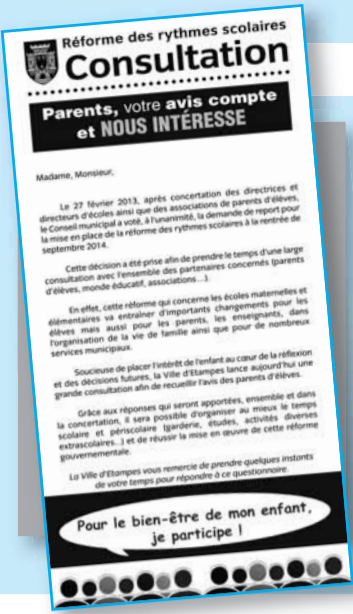 Réforme des rythmes scolaires
Consultation
Parents, votre avis compte
et NOUS INTÉRESSE
Madame, Monsieur,
Le 27 février 2013, après concertation des directrices et
directeurs d'écoles ainsi que des associations de parents d'élèves,
le Conseil municipal a voté, à l'unanimité, la demande de report pour
la mise en place de la réforme des rythmes scolaires à la rentrée de
septembre 2014.
Cette décision a été prise afin de prendre le temps d'une large
consultation avec l'ensemble des partenaires concernés (parents
d'élèves, monde éducatif, associations...).
En effet, cette réforme qui concerne les écoles maternelles et
élémentaires va entraîner d'importants changements pour les
élèves mais aussi pour les parents, les enseignants, dans
l'organisation de la vie de famille ainsi que pour de nombreux
services municipaux.
Soucieuse de placer l'intérêt de l'enfant au cœur de la réflexion
et des décisions futures, la Ville d'Etampes lance aujourd'hui une
grande consultation afin de recueillir l'avis des parents d'élèves.
Grâce aux réponses qui seront apportées, ensemble et dans
la concertation, il sera possible d'organiser au mieux le temps
scolaire et périscolaire (garderie, études, activités diverses
extrascolaires...) et de réussir la mise en œuvre de cette réforme
gouvernementale.
La Ville d'Etampes vous remercie de prendre quelques instants
de votre temps pour répondre à ce questionnaire.
Pour le bien-être de mon enfant,
je participe !